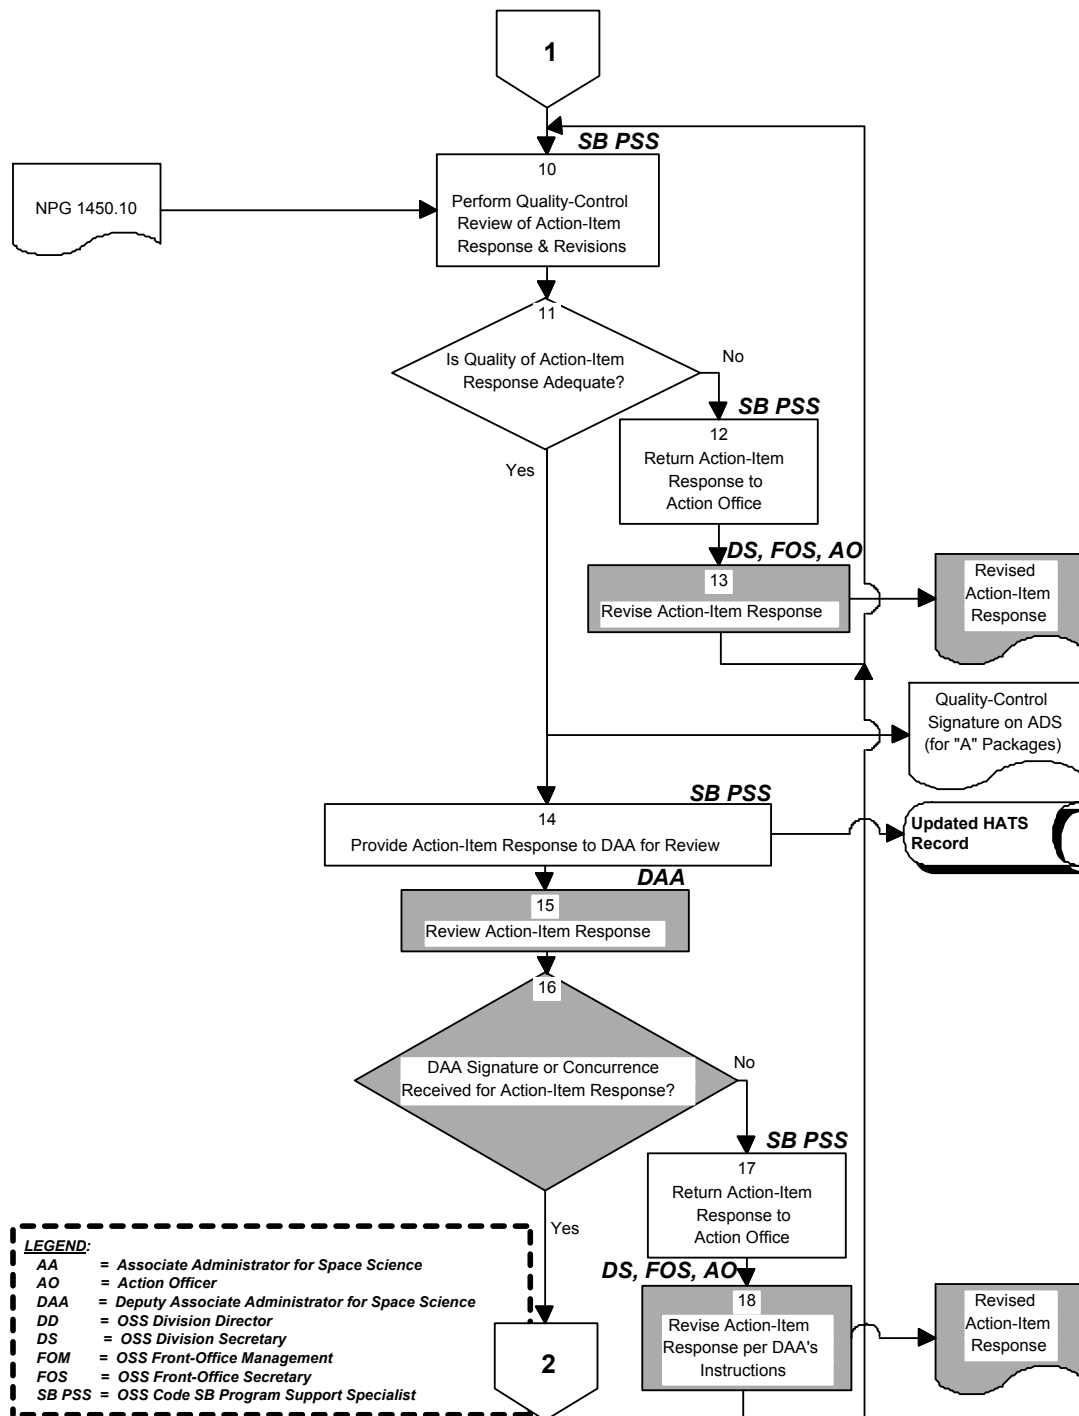 1
SB PSS
10
Perform Quality-Control
Review of Action-Item
Response & Revisions
NPG 1450.10
11
Is Quality of Action-Item
Response Adequate?
No
Yes
SB PSS
12
Return Action-Item
Response to
Action Office
DS, FOS, AO
13
Revise Action-Item Response
Revised
Action-Item
Response
Quality-Control
Signature on ADS
(for "A" Packages)
SB PSS
14
Provide Action-Item Response to DAA for Review
Updated HATS
Record
DAA
15
Review Action-Item Response
16
DAA Signature or Concurrence
Received for Action-Item Response?
No
Yes
SB PSS
17
Return Action-Item
Response to
Action Office
DS, FOS, AO
18
Revise Action-Item
Response per DAA's
Instructions
Revised
Action-Item
Response
2
LEGEND:
AA = Associate Administrator for Space Science
AO = Action Officer
DAA = Deputy Associate Administrator for Space Science
DD = OSS Division Director
DS = OSS Division Secretary
FOM = OSS Front-Office Management
FOS = OSS Front-Office Secretary
SB PSS = OSS Code SB Program Support Specialist